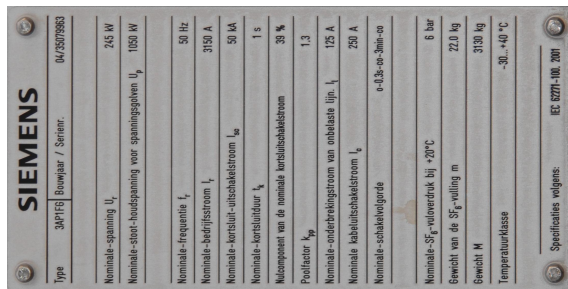 SIEMENS
Type 3AP1FG Bouwjaar / Serienr. 04/35079963
Nominale-spanning Ur 245 kV
Nominale-stoot-houdspanning voor spanningsgolven Up 1050 kV
Nominale-frequentie fr 50 Hz
Nominale-bedrijfsstroom Ir 3150 A
Nominale-kortsluit-uitschakelstroom Isc 50 kA
Nominale-kortsluitduur tk 1 s
Nulcomponent van de nominale kortsluitschakelstroom 39 %
Poolfactor kpp 1,3
Nominale-onderbrekingstroom van onbelaste lijn. Il 125 A
Nominale kabeluitschakelstroom Ic 250 A
Nominale-schakelvolgorde o-0,3s-co-3min-co
Nominale-SF6-vuloverdruk bij +20°C 6 bar
Gewicht van de SF6-vulling m 22,0 kg
Gewicht M 3130 kg
Temperatuurklasse -30...+40 °C
Specificaties volgens: IEC 62271-100, 2001